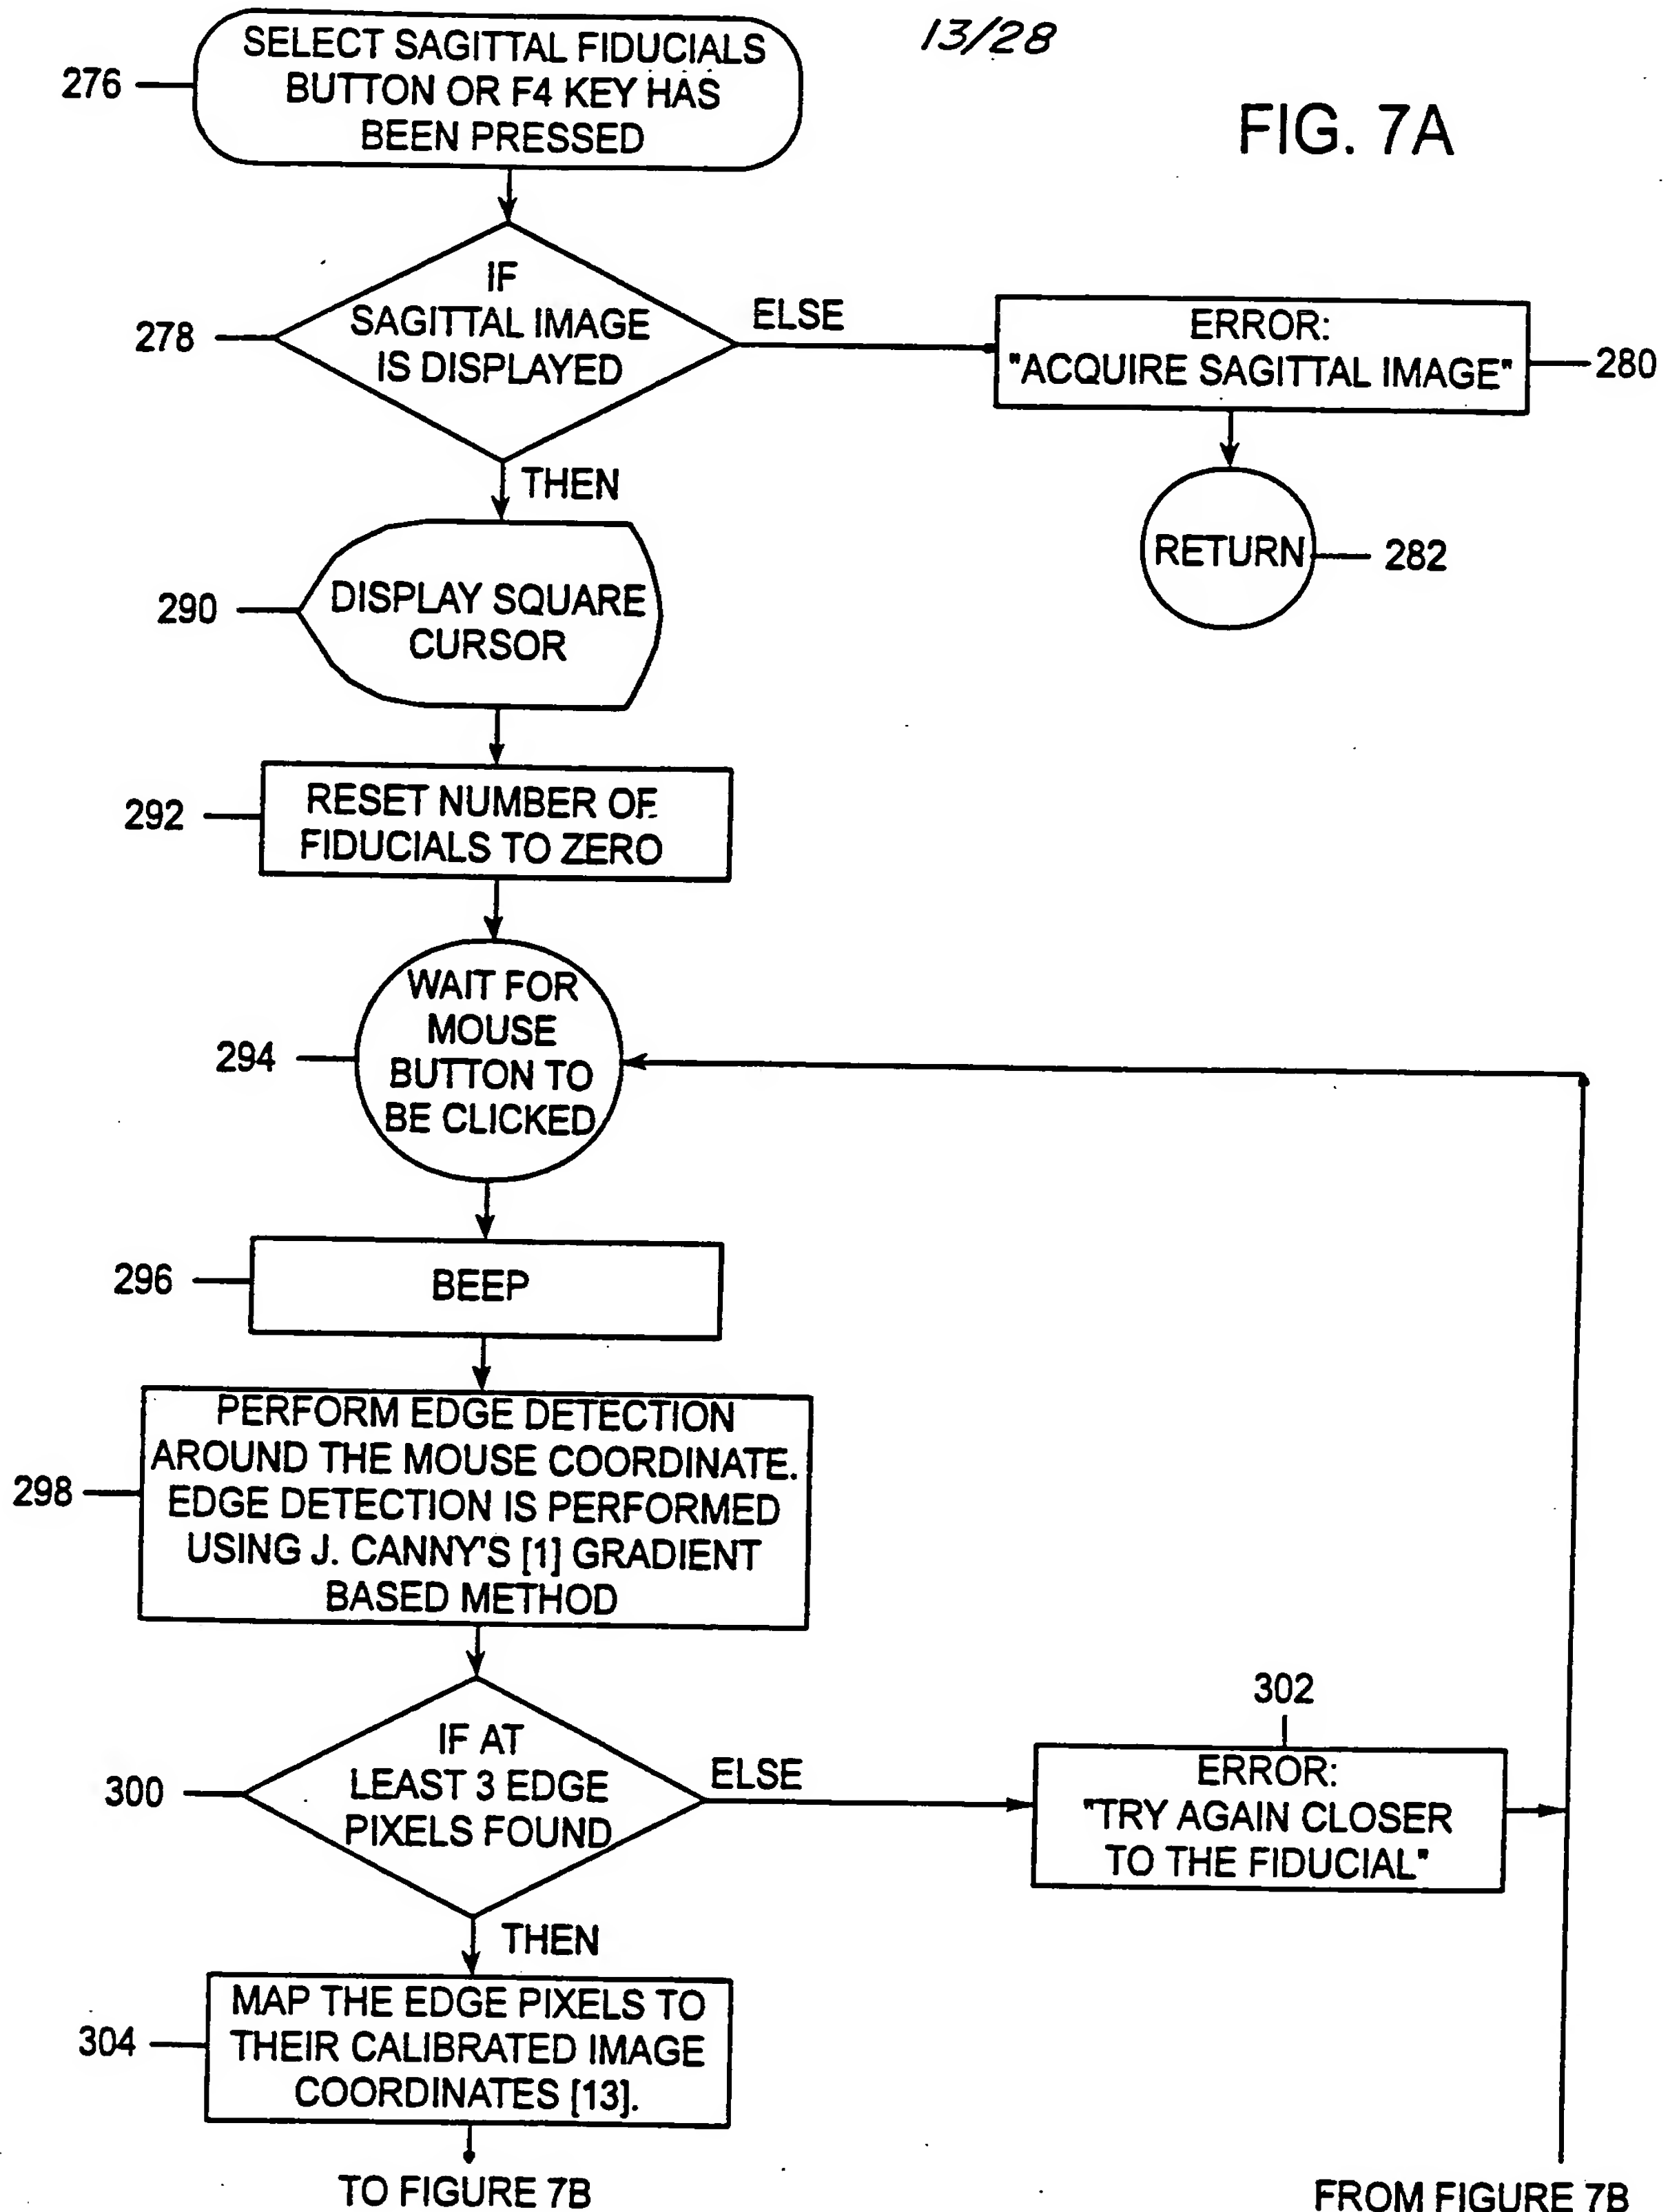 13/28
FIG. 7A
276
SELECT SAGITTAL FIDUCIALS
BUTTON OR F4 KEY HAS
BEEN PRESSED
278
IF
SAGITTAL IMAGE
IS DISPLAYED
ELSE
ERROR:
"ACQUIRE SAGITTAL IMAGE"
280
RETURN
282
THEN
290
DISPLAY SQUARE
CURSOR
292
RESET NUMBER OF
FIDUCIALS TO ZERO
294
WAIT FOR
MOUSE
BUTTON TO
BE CLICKED
296
BEEP
298
PERFORM EDGE DETECTION
AROUND THE MOUSE COORDINATE.
EDGE DETECTION IS PERFORMED
USING J. CANNY'S [1] GRADIENT
BASED METHOD
300
IF AT
LEAST 3 EDGE
PIXELS FOUND
ELSE
302
ERROR:
"TRY AGAIN CLOSER
TO THE FIDUCIAL"
THEN
304
MAP THE EDGE PIXELS TO
THEIR CALIBRATED IMAGE
COORDINATES [13].
TO FIGURE 7B
FROM FIGURE 7B